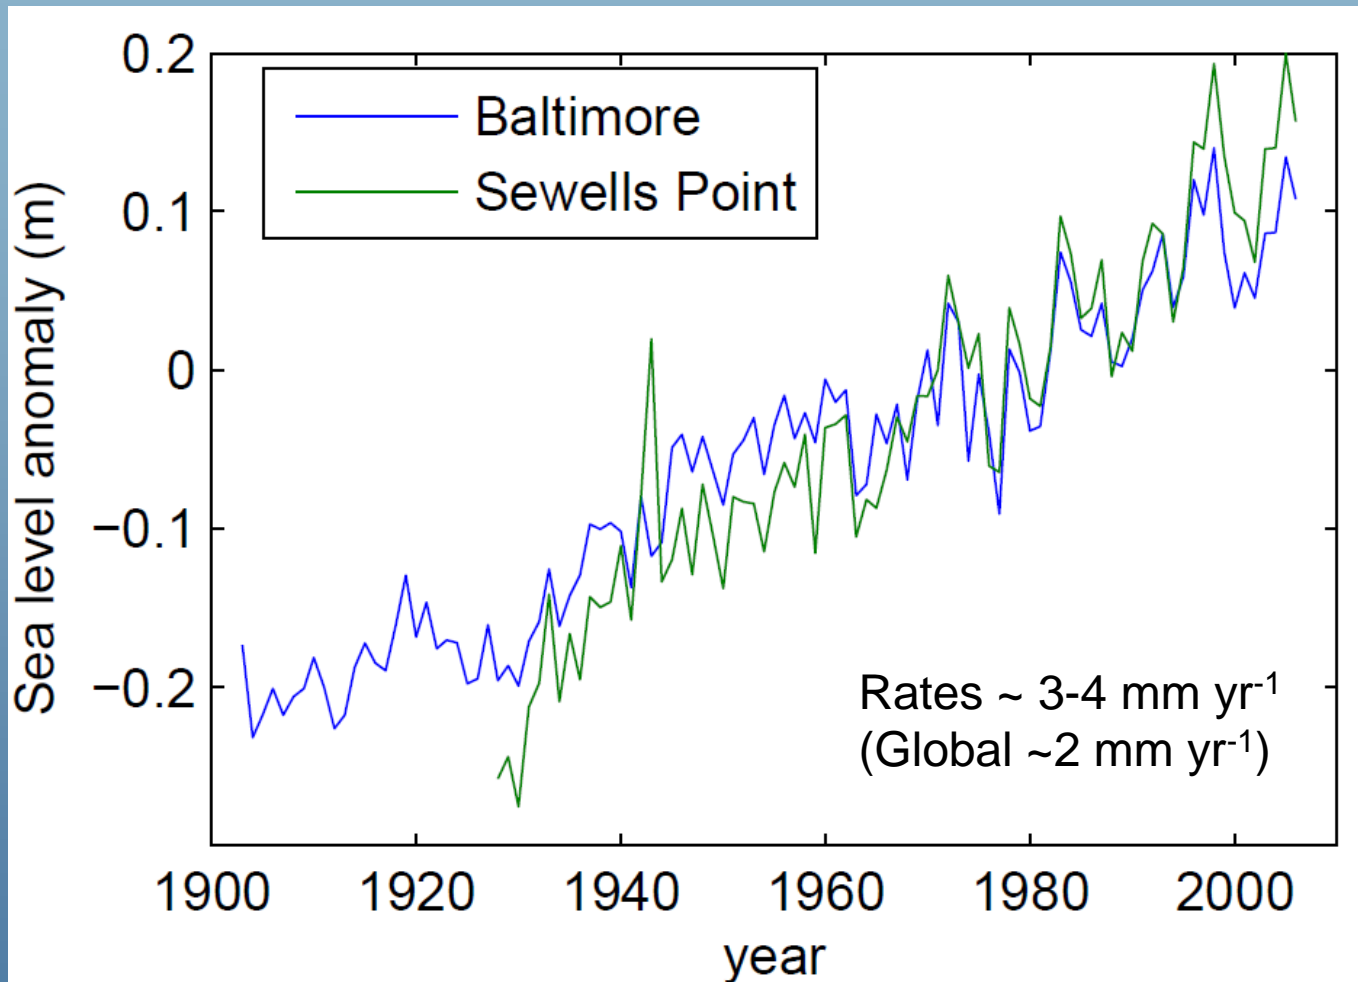 Sea level anomaly (m)
0.2
0.1
0
−0.1
−0.2
Baltimore
Sewells Point
Rates ~ 3-4 mm yr-1
(Global ~2 mm yr-1)
1900 1920 1940 1960 1980 2000
year